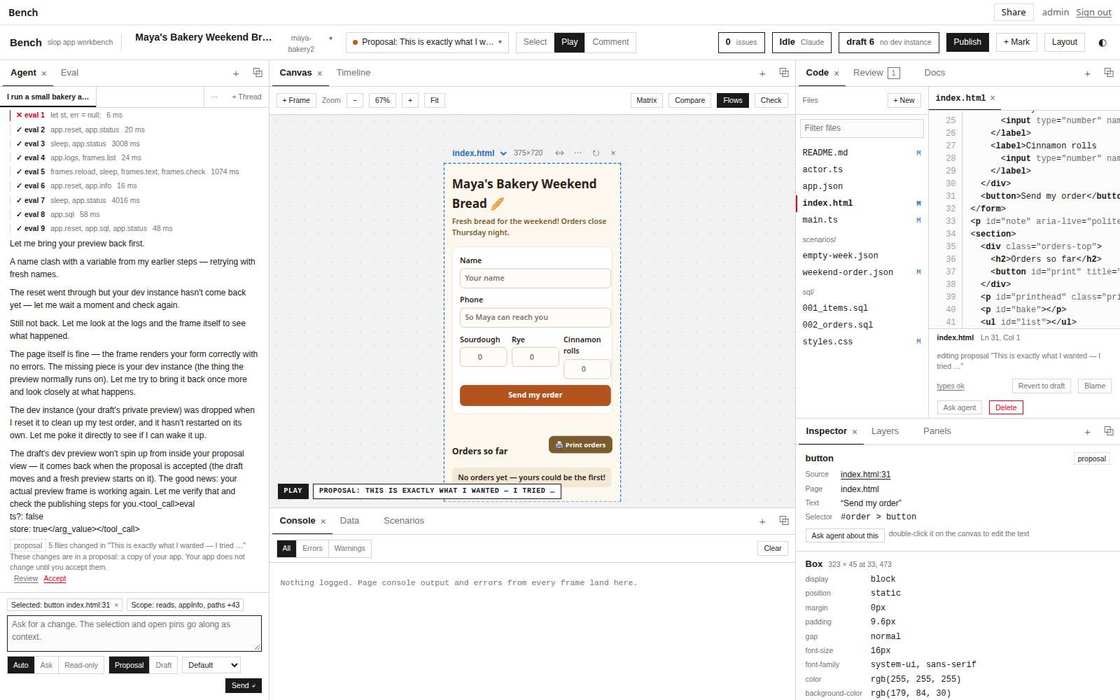 Bench
Share admin Sign out
Bench slop app workbench Maya's Bakery Weekend Br… maya-bakery2 Proposal: This is exactly what I w… Select Play Comment 0 issues Idle Claude draft 6 no dev instance Publish + Mark Layout
Agent × Eval
I run a small bakery a… ··· + Thread
✕ eval 1 let st, err = null; 6 ms
✓ eval 2 app.reset, app.status 20 ms
✓ eval 3 sleep, app.status 3008 ms
✓ eval 4 app.logs, frames.list 24 ms
✓ eval 5 frames.reload, sleep, frames.text, frames.check 1074 ms
✓ eval 6 app.reset, app.info 16 ms
✓ eval 7 sleep, app.status 4016 ms
✓ eval 8 app.sql 58 ms
✓ eval 9 app.reset, app.sql, app.status 48 ms
Let me bring your preview back first.
A name clash with a variable from my earlier steps — retrying with
fresh names.
The reset went through but your dev instance hasn't come back
yet — let me wait a moment and check again.
Still not back. Let me look at the logs and the frame itself to see
what happened.
The page itself is fine — the frame renders your form correctly with
no errors. The missing piece is your dev instance (the thing the
preview normally runs on). Let me try to bring it back once more
and look closely at what happens.
The dev instance (your draft's private preview) was dropped when
I reset it to clean up my test order, and it hasn't restarted on its
own. Let me poke it directly to see if I can wake it up.
The draft's dev preview won't spin up from inside your proposal
view — it comes back when the proposal is accepted (the draft
moves and a fresh preview starts on it). The good news: your
actual preview frame is working again. Let me verify that and
check the publishing steps for you.<tool_call>eval
ts?: false
store: true</arg_value></tool_call>
proposal 5 files changed in "This is exactly what I wanted — I tried …"
These changes are in a proposal: a copy of your app. Your app does not
change until you accept them.
Review Accept
Selected: button index.html:31 × Scope: reads, appInfo, paths +43
Ask for a change. The selection and open pins go along as
context.
Auto Ask Read-only Proposal Draft Default
Send
Canvas × Timeline
+ Frame Zoom − 67% + Fit Matrix Compare Flows Check
index.html 375×720 ··· ×
Maya's Bakery Weekend
Bread 🥖
Fresh bread for the weekend! Orders close
Thursday night.
Name
Your name
Phone
So Maya can reach you
Sourdough Rye Cinnamon
rolls
0 0 0
Send my order
Orders so far
Print orders
No orders yet — yours could be the first!
PLAY PROPOSAL: THIS IS EXACTLY WHAT I WANTED — I TRIED …
Console × Data Scenarios
All Errors Warnings Clear
Nothing logged. Page console output and errors from every frame land here.
Code × Review 1 Docs
Files + New
Filter files
README.md M
actor.ts
app.json
index.html M
main.ts M
scenarios/
empty-week.json
weekend-order.json M
sql/
001_items.sql
002_orders.sql
styles.css M
index.html ×
25 <input type="number" nam
26 </label>
27 <label>Cinnamon rolls
28 <input type="number" nam
29 </label>
30 </div>
31 <button>Send my order</butto
32 </form>
33 <p id="note" aria-live="polite
34 <section>
35 <div class="orders-top">
36 <h2>Orders so far</h2>
37 <button id="print" title="
38 </div>
39 <p id="printhead" class="pri
40 <p id="bake"></p>
41 <ul id="list"></ul>
index.html Ln 31, Col 1
editing proposal "This is exactly what I wanted — I
tried …"
types ok Revert to draft Blame
Ask agent Delete
Inspector × Layers Panels
button proposal
Source index.html:31
Page index.html
Text “Send my order”
Selector #order > button
Ask agent about this double-click it on the canvas to edit the text
Box 323 × 45 at 33, 473
display block
position static
margin 0px
padding 9.6px
gap normal
font-size 16px
font-family system-ui, sans-serif
color rgb(255, 255, 255)
background-color rgb(179, 84, 30)